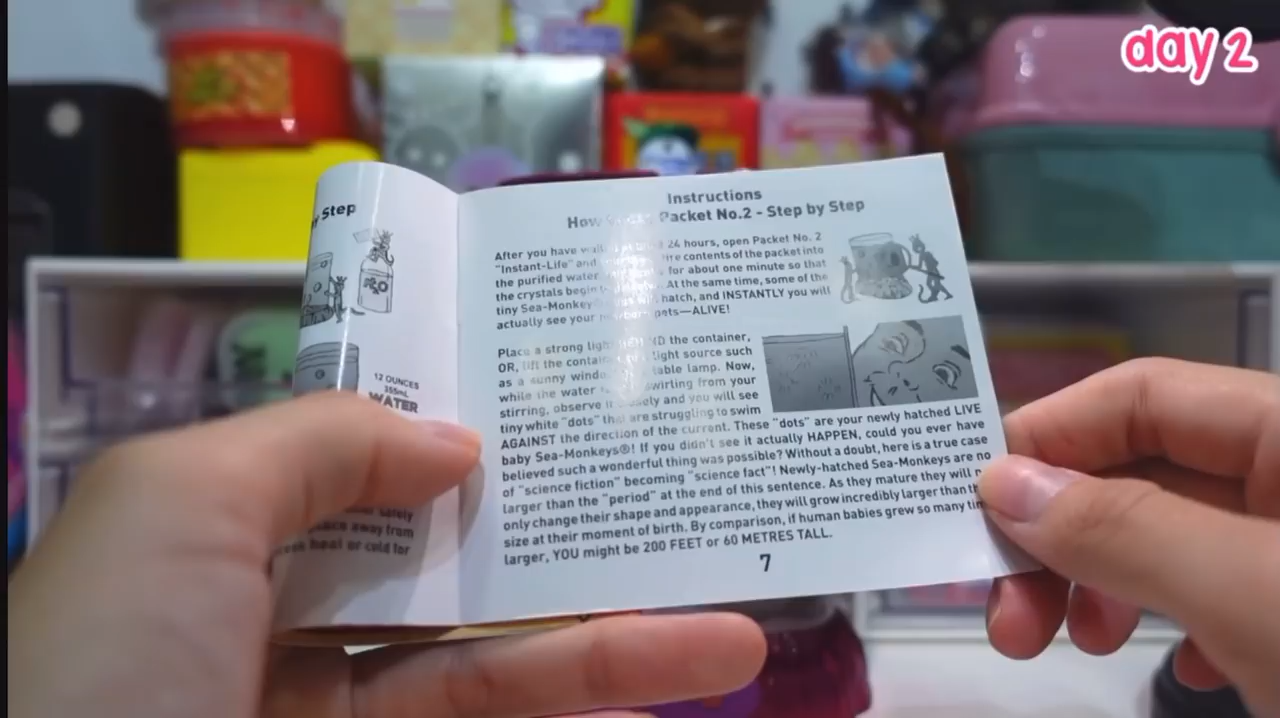 day 2
y Step
12 OUNCES
355mL
WATER
safely
place away from
heat or cold for
Instructions
How Packet No.2 - Step by Step
After you have 24 hours, open Packet No. 2
"Instant-Life" and contents of the packet into
the purified water for about one minute so that
the crystals begin At the same time, some of the
tiny Sea-Monkey hatch, and INSTANTLY you will
actually see your pets—ALIVE!
Place a strong light the container,
OR, lift the light source such
as a sunny table lamp. Now,
while the water swirling from your
stirring, observe and you will see
tiny white "dots" that are struggling to swim
AGAINST the direction of the current. These "dots" are your newly hatched LIVE
baby Sea-Monkeys®! If you didn't see it actually HAPPEN, could you ever have
believed such a wonderful thing was possible? Without a doubt, here is a true case
of "science fiction" becoming "science fact"! Newly-hatched Sea-Monkeys are no
larger than the "period" at the end of this sentence. As they mature they will
only change their shape and appearance, they will grow incredibly larger than
size at their moment of birth. By comparison, if human babies grew so many
larger, YOU might be 200 FEET or 60 METRES TALL.
7